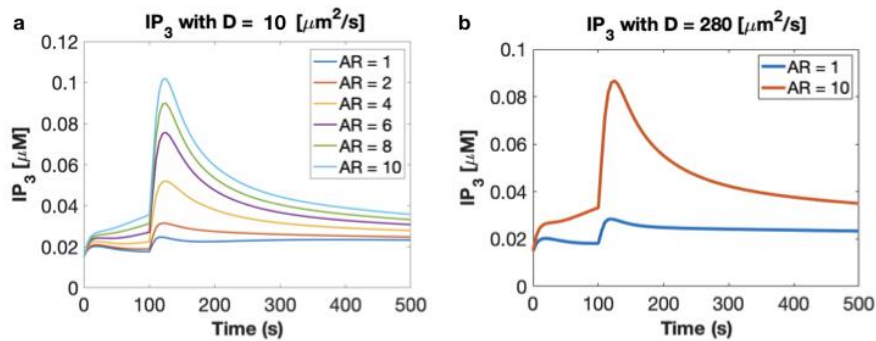 a
IP₃ with D = 10 [μm²/s]
0.12
0.1
0.08
0.06
0.04
0.02
0
IP₃ [μM]
AR = 1
AR = 2
AR = 4
AR = 6
AR = 8
AR = 10
0 100 200 300 400 500
Time (s)
b
IP₃ with D = 280 [μm²/s]
0.1
0.08
0.06
0.04
0.02
0
IP₃ [μM]
AR = 1
AR = 10
0 100 200 300 400 500
Time (s)